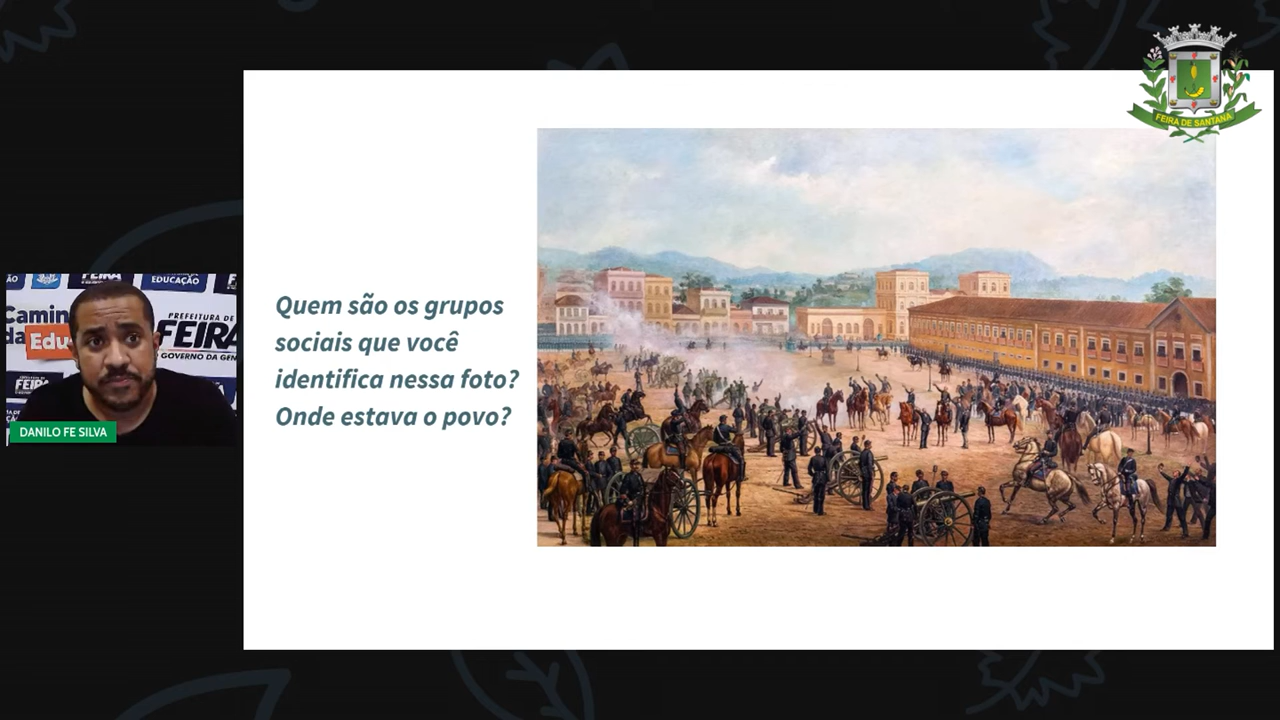 FEIRA DE SANTANA
Quem são os grupos
sociais que você
identifica nessa foto?
Onde estava o povo?
EDUCAÇÃO
Camin
da
Edu
PREFEITURA DE
FEIRA
GOVERNO DA GEN
FEIRA
DANILO FE SILVA